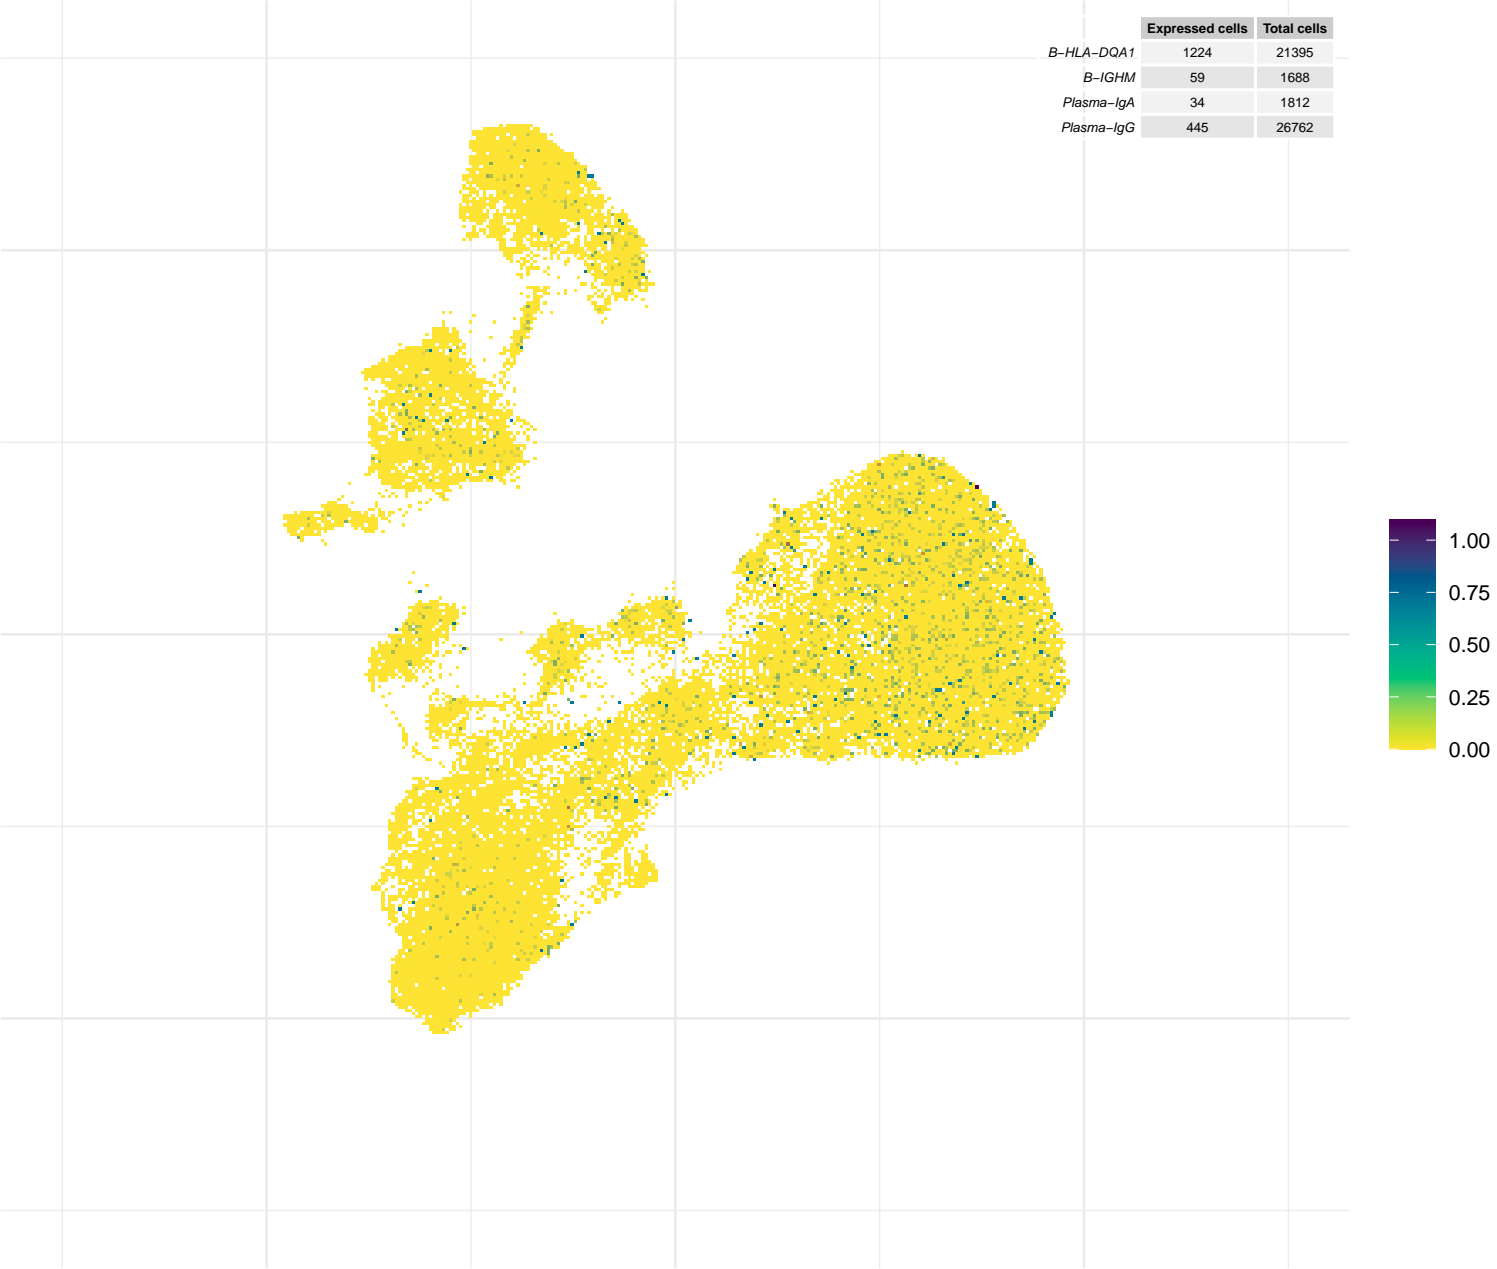 Expressed cells Total cells
B−HLA−DQA1 1224 21395
B−IGHM 59 1688
Plasma−IgA 34 1812
Plasma−IgG 445 26762
1.00
0.75
0.50
0.25
0.00